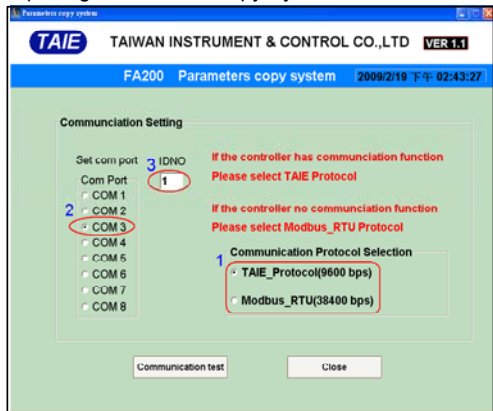 Parameters copy system
TAIE TAIWAN INSTRUMENT & CONTROL CO.,LTD VER 1.1
FA200 Parameters copy system 2009/2/19 下午 02:43:27
Communciation Setting
Set com port 3 IDNO
1
Com Port
2
COM 1
COM 2
COM 3
COM 4
COM 5
COM 6
COM 7
COM 8
If the controller has communciation function
Please select TAIE Protocol
If the controller no communciation function
Please select Modbus_RTU Protocol
1 Communication Protocol Selection
TAIE_Protocol(9600 bps)
Modbus_RTU(38400 bps)
Communication test Close